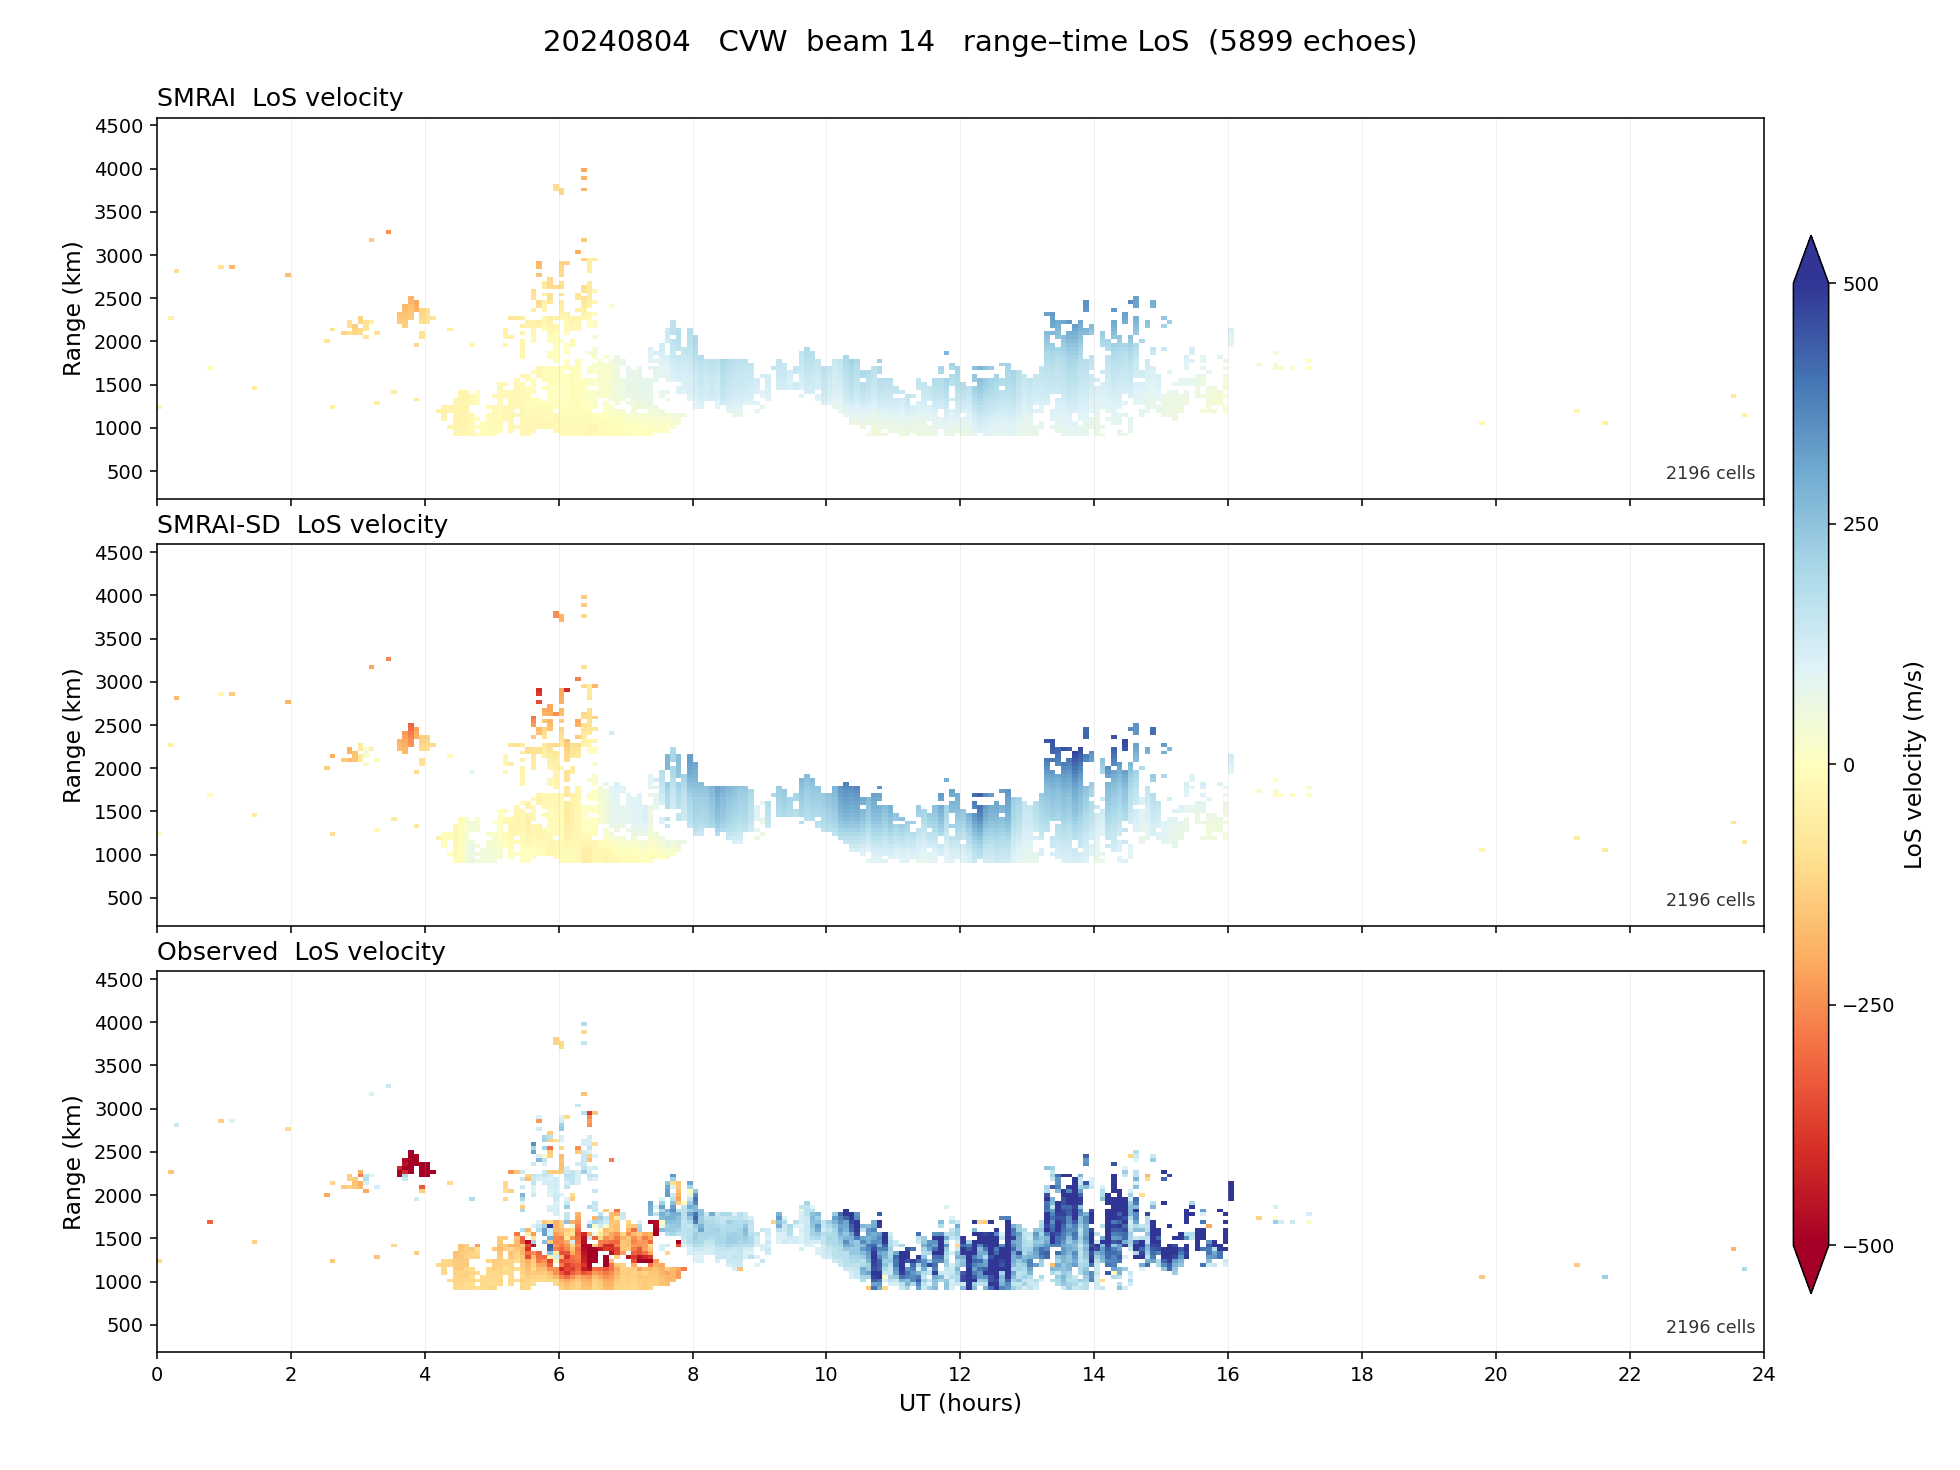 20240804   CVW  beam 14   range–time LoS  (5899 echoes)
SMRAI  LoS velocity
4500
4000
3500
3000
2500
2000
1500
1000
500
Range (km)
2196 cells
SMRAI-SD  LoS velocity
4500
4000
3500
3000
2500
2000
1500
1000
500
Range (km)
2196 cells
Observed  LoS velocity
4500
4000
3500
3000
2500
2000
1500
1000
500
Range (km)
2196 cells
0 2 4 6 8 10 12 14 16 18 20 22 24
UT (hours)
500
250
0
−250
−500
LoS velocity (m/s)